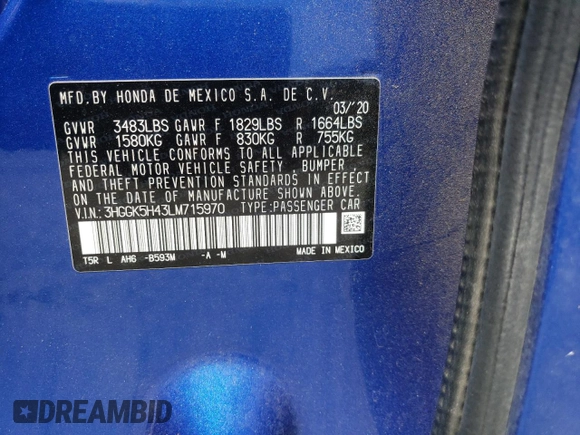 MFD. BY HONDA DE MEXICO S.A. DE C.V.
03/'20
GVWR 3483LBS GAWR F 1829LBS R 1664LBS
GVWR 1580KG GAWR F 830KG R 755KG
THIS VEHICLE CONFORMS TO ALL APPLICABLE
FEDERAL MOTOR VEHICLE SAFETY, BUMPER
AND THEFT PREVENTION STANDARDS IN EFFECT
ON THE DATE OF MANUFACTURE SHOWN ABOVE.
V.I.N.: 3HGGK5H43LM715970 TYPE:PASSENGER CAR
T5R L AH6 -B593M -A -M MADE IN MEXICO
DREAMBID